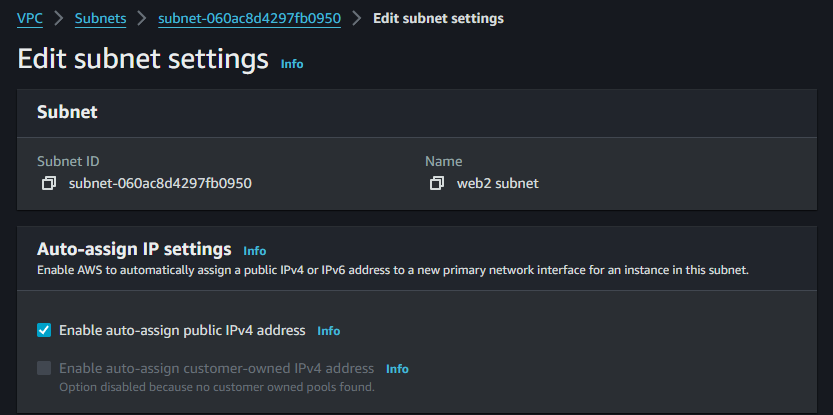 VPC > Subnets > subnet-060ac8d4297fb0950 > Edit subnet settings
Edit subnet settings Info
Subnet
Subnet ID Name
subnet-060ac8d4297fb0950 web2 subnet
Auto-assign IP settings Info
Enable AWS to automatically assign a public IPv4 or IPv6 address to a new primary network interface for an instance in this subnet.
Enable auto-assign public IPv4 address Info
Enable auto-assign customer-owned IPv4 address Info
Option disabled because no customer owned pools found.